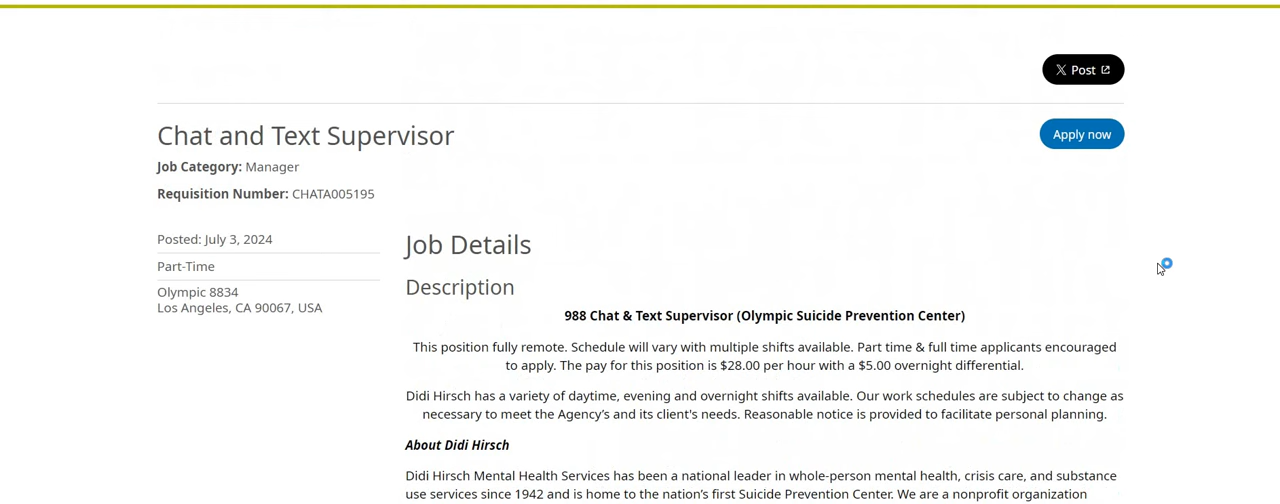 Post
Chat and Text Supervisor
Apply now
Job Category: Manager
Requisition Number: CHATA005195
Posted: July 3, 2024
Part-Time
Olympic 8834
Los Angeles, CA 90067, USA
Job Details
Description
988 Chat & Text Supervisor (Olympic Suicide Prevention Center)
This position fully remote. Schedule will vary with multiple shifts available. Part time & full time applicants encouraged
to apply. The pay for this position is $28.00 per hour with a $5.00 overnight differential.
Didi Hirsch has a variety of daytime, evening and overnight shifts available. Our work schedules are subject to change as
necessary to meet the Agency’s and its client's needs. Reasonable notice is provided to facilitate personal planning.
About Didi Hirsch
Didi Hirsch Mental Health Services has been a national leader in whole-person mental health, crisis care, and substance
use services since 1942 and is home to the nation’s first Suicide Prevention Center. We are a nonprofit organization